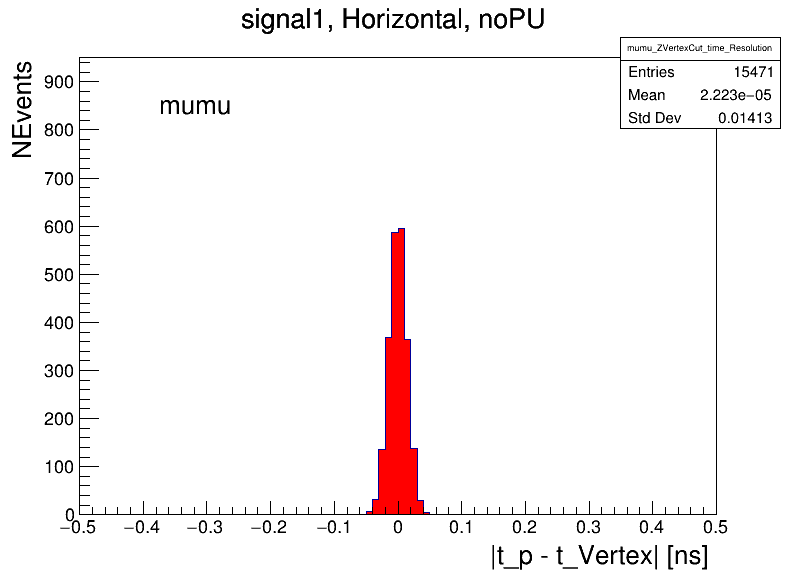 signal1, Horizontal, noPU
mumu_ZVertexCut_time_Resolution
Entries 15471
Mean 2.223e−05
Std Dev 0.01413
NEvents
mumu
900
800
700
600
500
400
300
200
100
0
−0.5 −0.4 −0.3 −0.2 −0.1 0 0.1 0.2 0.3 0.4 0.5
|t_p - t_Vertex| [ns]